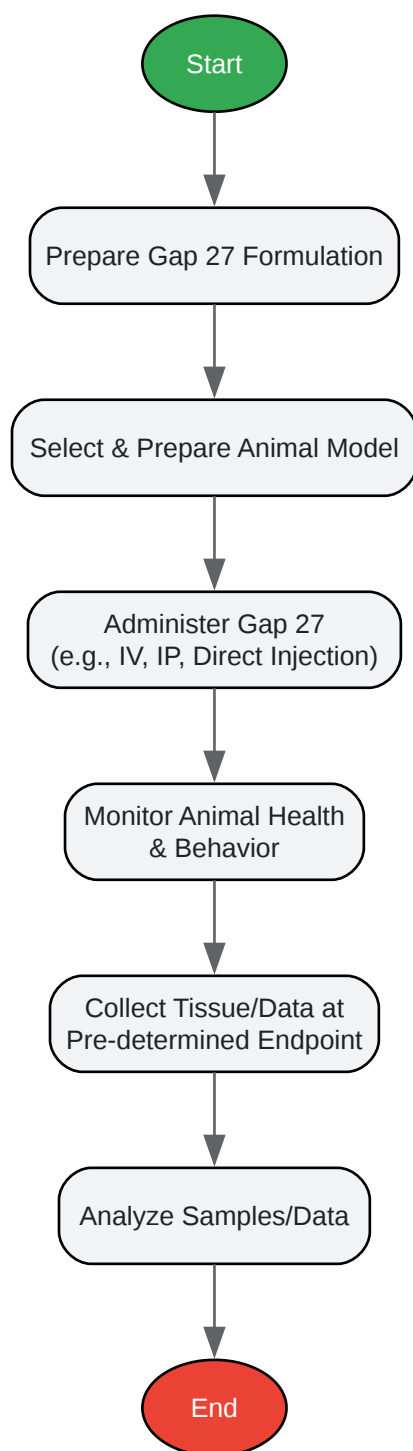 Start
Prepare Gap 27 Formulation
Select & Prepare Animal Model
Administer Gap 27
(e.g., IV, IP, Direct Injection)
Monitor Animal Health
& Behavior
Collect Tissue/Data at
Pre-determined Endpoint
Analyze Samples/Data
End